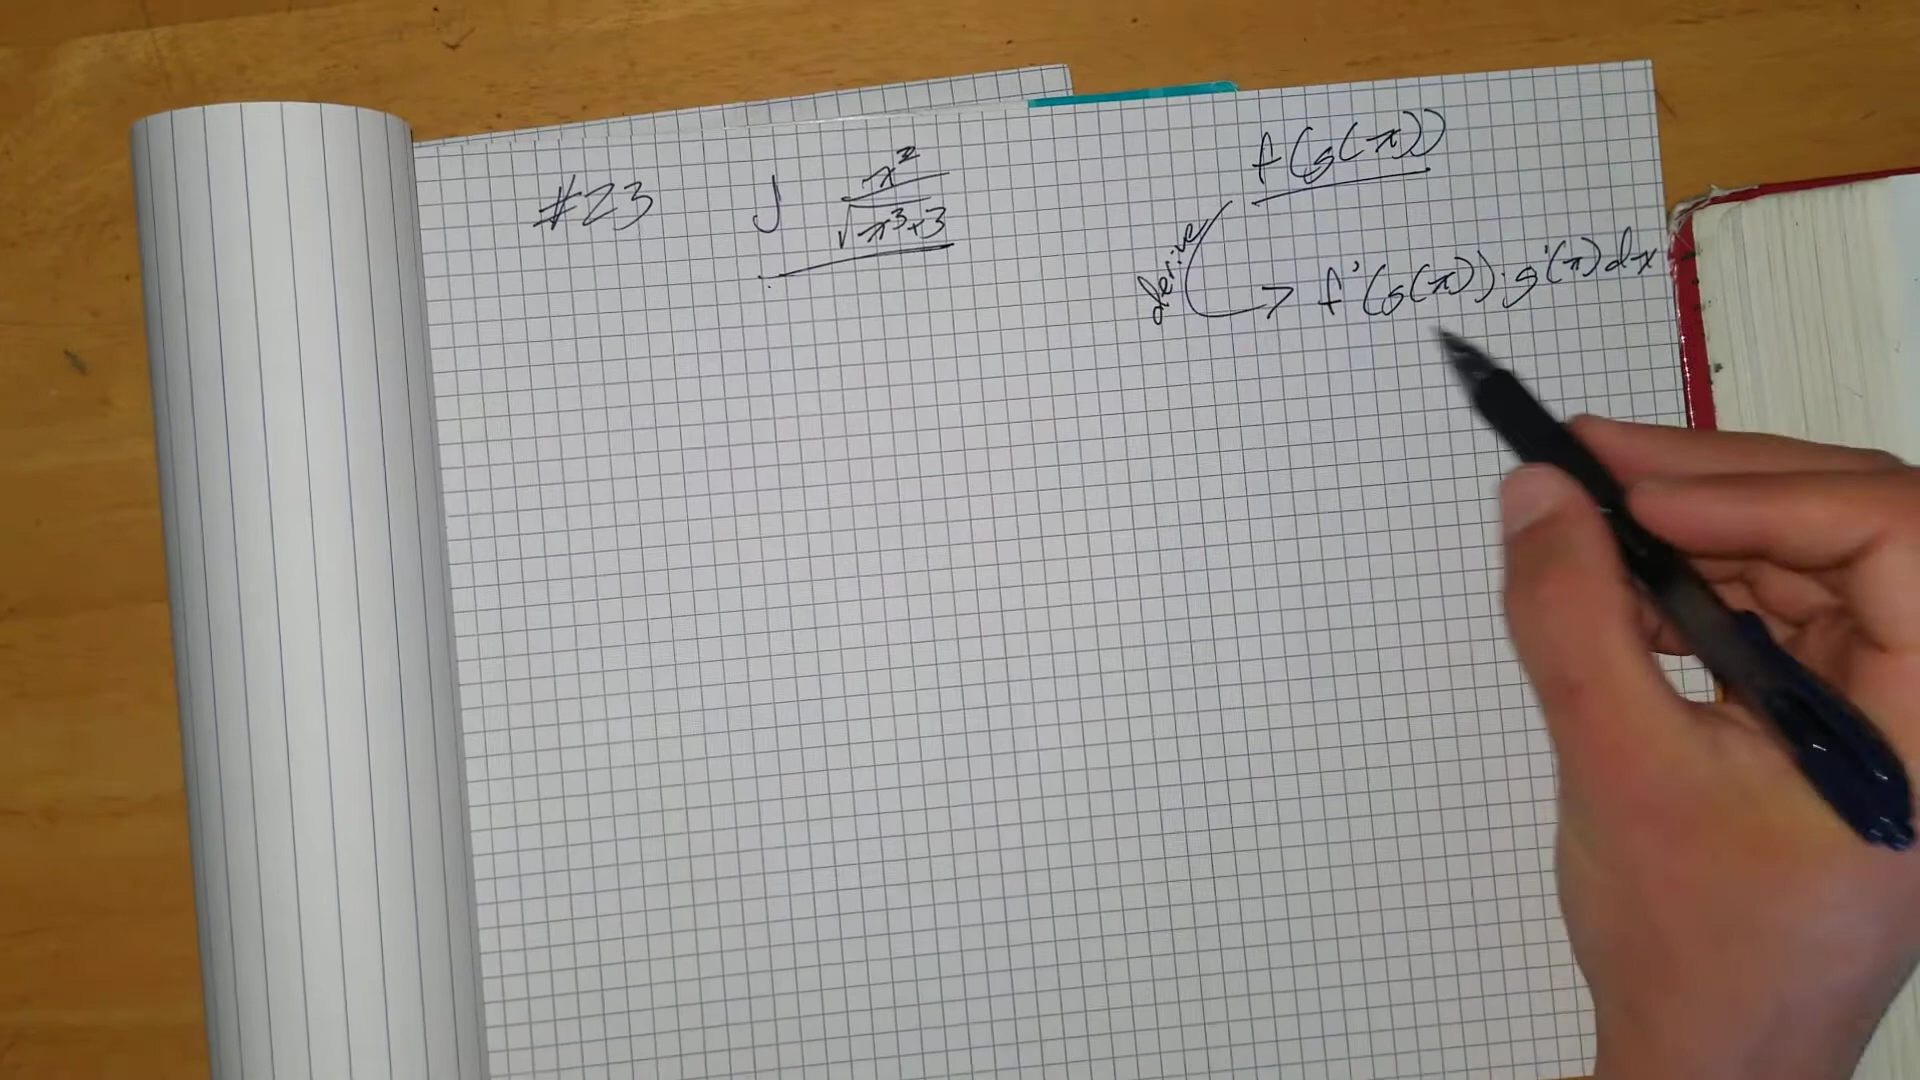 #23 ∫ x² / √x³+3
f(g(x))
derive
→ f'(g(x))·g'(x)dx